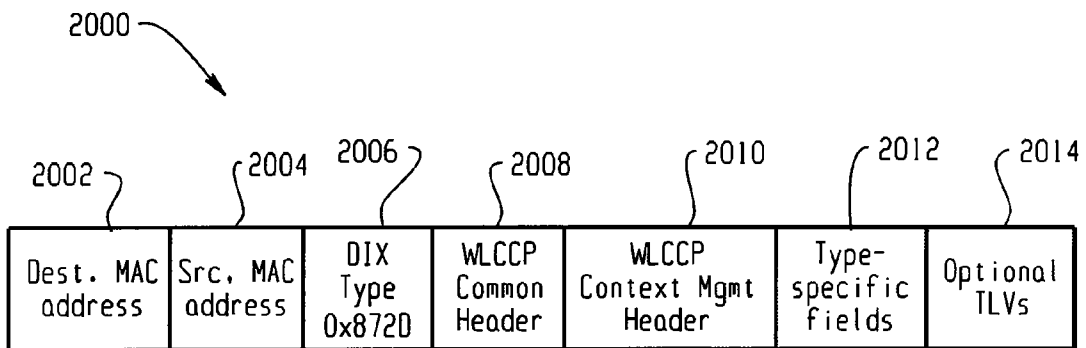 2000
2002
2004
2006
2008
2010
2012
2014
Dest. MAC
address
Src. MAC
address
DIX
Type
0x872D
WLCCP
Common
Header
WLCCP
Context Mgmt
Header
Type-
specific
fields
Optional
TLVs